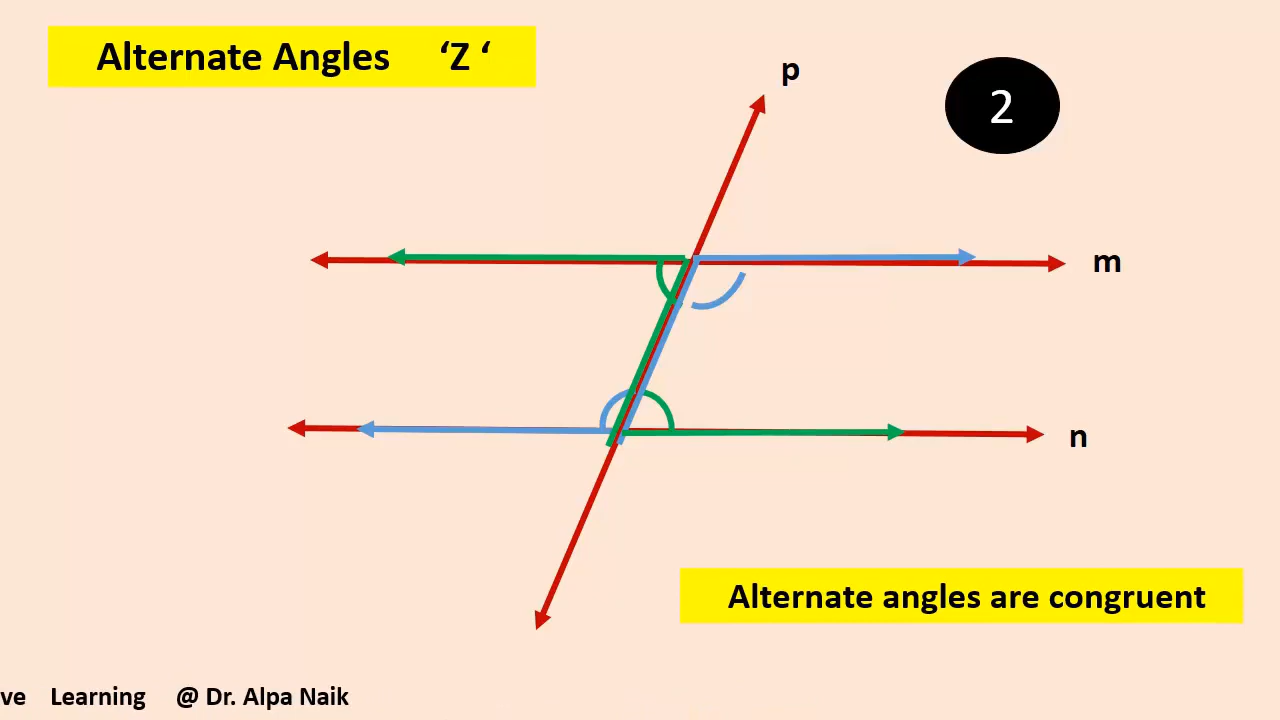 Alternate Angles ‘Z ‘
p
2
m
n
Alternate angles are congruent
ve Learning @ Dr. Alpa Naik